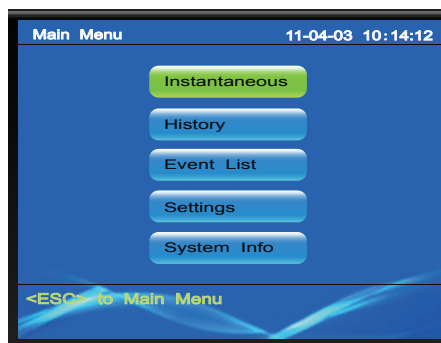 Main Menu 11-04-03 10:14:12
Instantaneous
History
Event List
Settings
System Info
<ESC> to Main Menu